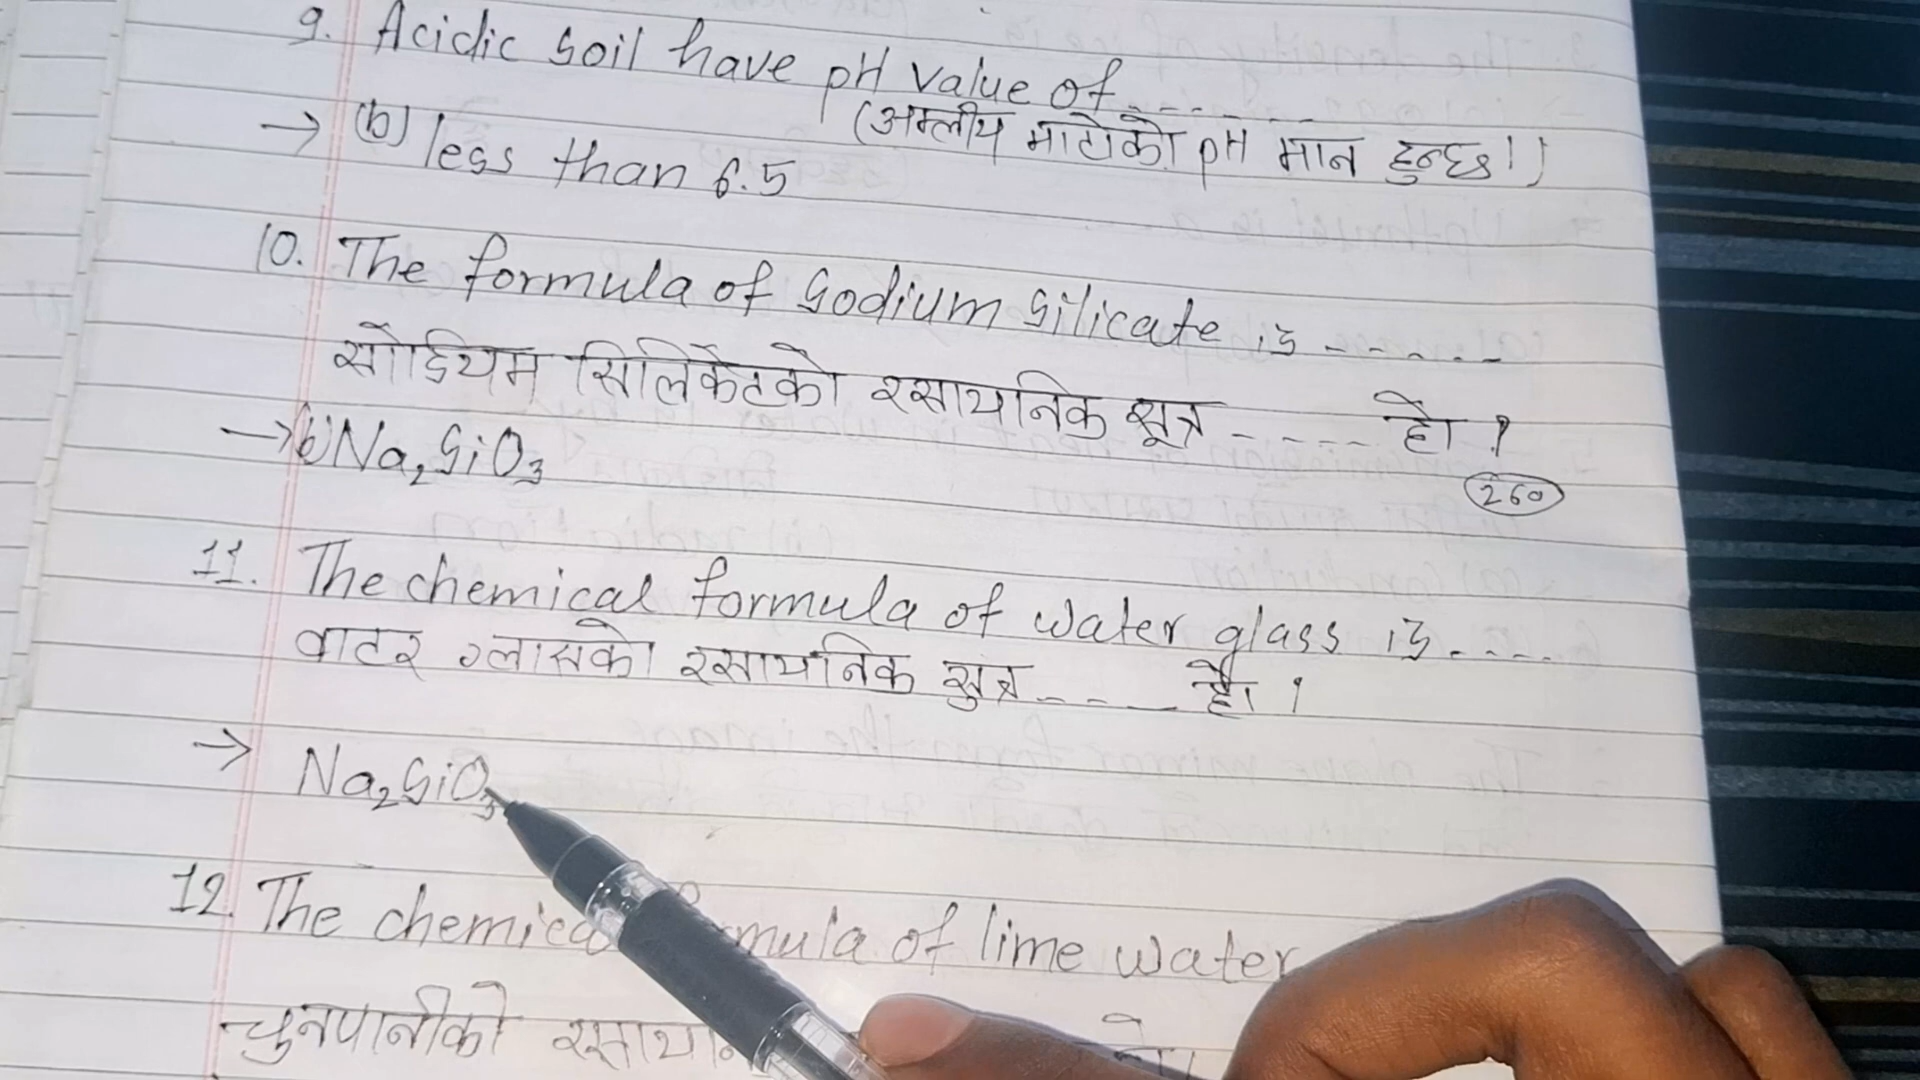 9. Acidic soil have pH value of ......
(अम्लीय माटोको pH मान हुन्छ।)
→ (b) less than 6.5
10. The formula of Sodium Silicate is ------
सोडियम सिलिकेटको रसायनिक सूत्र ----- हो ।
→ b) Na₂SiO₃
260
11. The chemical formula of water glass is.....
वाटर ग्लासको रसायनिक सुत्र---- हो ।
→ Na₂SiO₃
12. The chemical formula of lime water
चुनपानीको